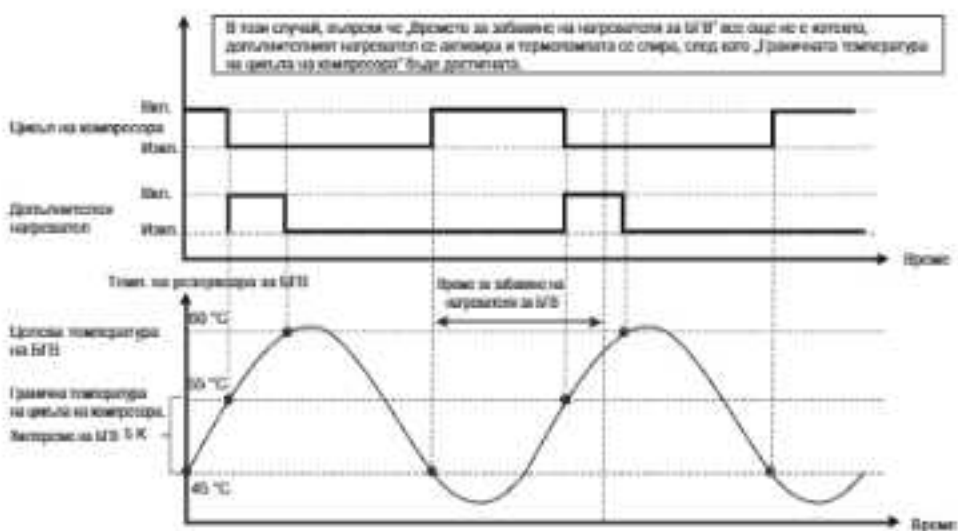 В този случай, въпреки че „Времето за забавяне на нагревателя за БГВ" все още не е изтекло,
допълнителният нагревател се активира и термопомпата се спира, след като „Граничната температура
на цикъла на компресора" бъде достигната.
Вкл.
Цикъл на компресора
Изкл.
Вкл.
Допълнителен
нагревател
Изкл.
Време
Темп. на резервоара за БГВ
Време за забавяне на
нагревателя за БГВ
60 °C
Целева температура
на БГВ
55 °C
Гранична температура
на цикъла на компресора.
Хистерезис на БГВ 5 K
45 °C
Време